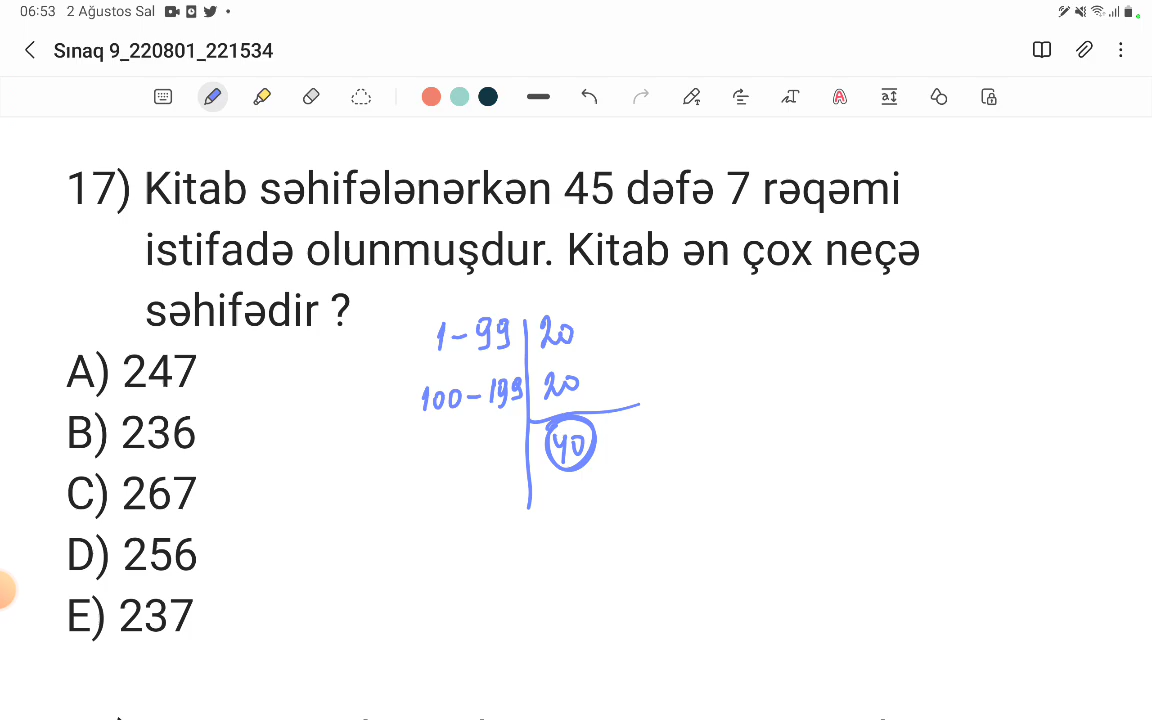 06:53 2 Ağustos Sal
Sınaq 9_220801_221534
17) Kitab səhifələnərkən 45 dəfə 7 rəqəmi
istifadə olunmuşdur. Kitab ən çox neçə
səhifədir ?
1-99 20
A) 247
100-199 20
B) 236
40
C) 267
D) 256
E) 237